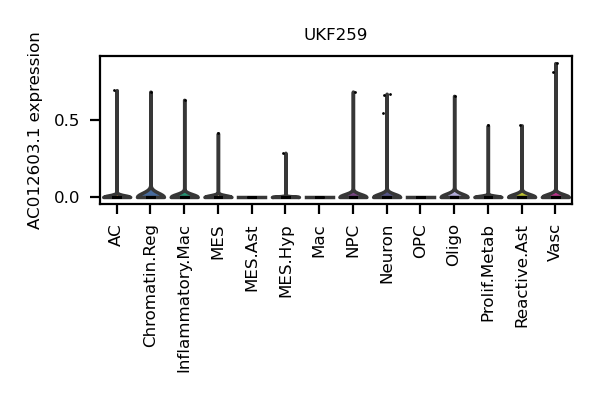 UKF259
AC012603.1 expression
0.5
0.0
AC
Chromatin.Reg
Inflammatory.Mac
MES
MES.Ast
MES.Hyp
Mac
NPC
Neuron
OPC
Oligo
Prolif.Metab
Reactive.Ast
Vasc